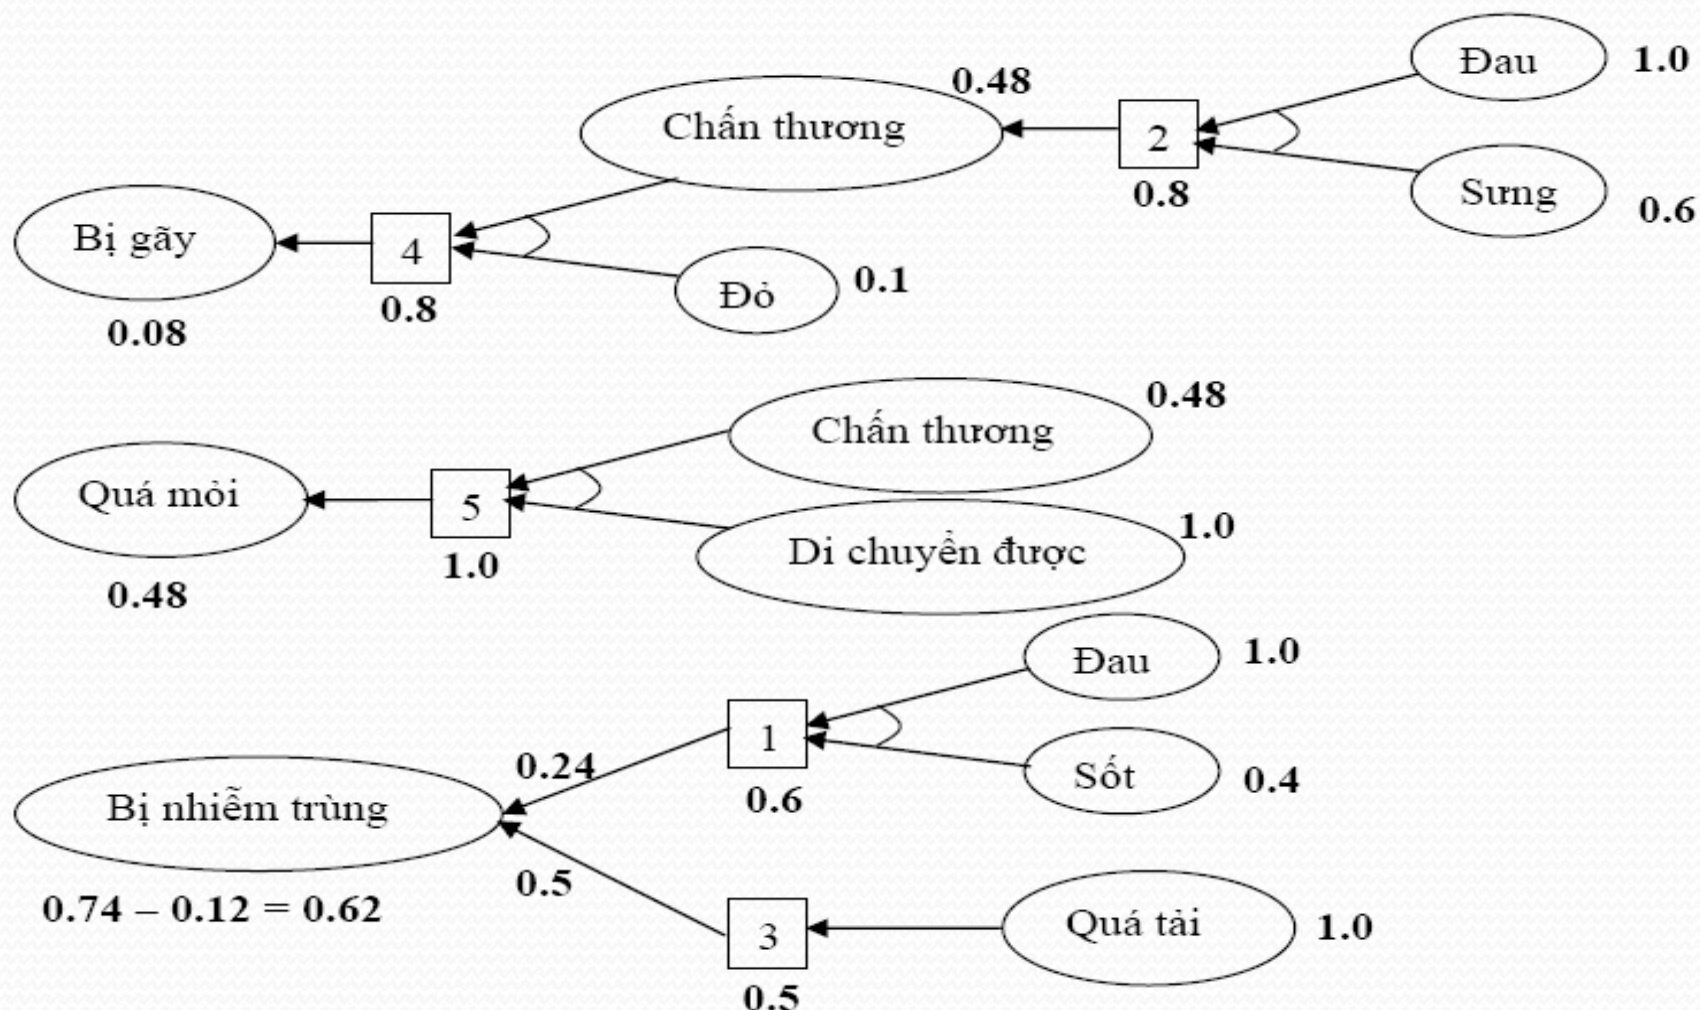 Đau
1.0
0.48
Chấn thương
2
0.8
Sưng
0.6
Bị gãy
0.08
4
0.8
Đỏ
0.1
Chấn thương
0.48
Quá mỏi
0.48
5
1.0
Di chuyển được
1.0
Đau
1.0
1
0.6
Sốt
0.4
0.24
Bị nhiễm trùng
0.74 – 0.12 = 0.62
0.5
3
0.5
Quá tải
1.0